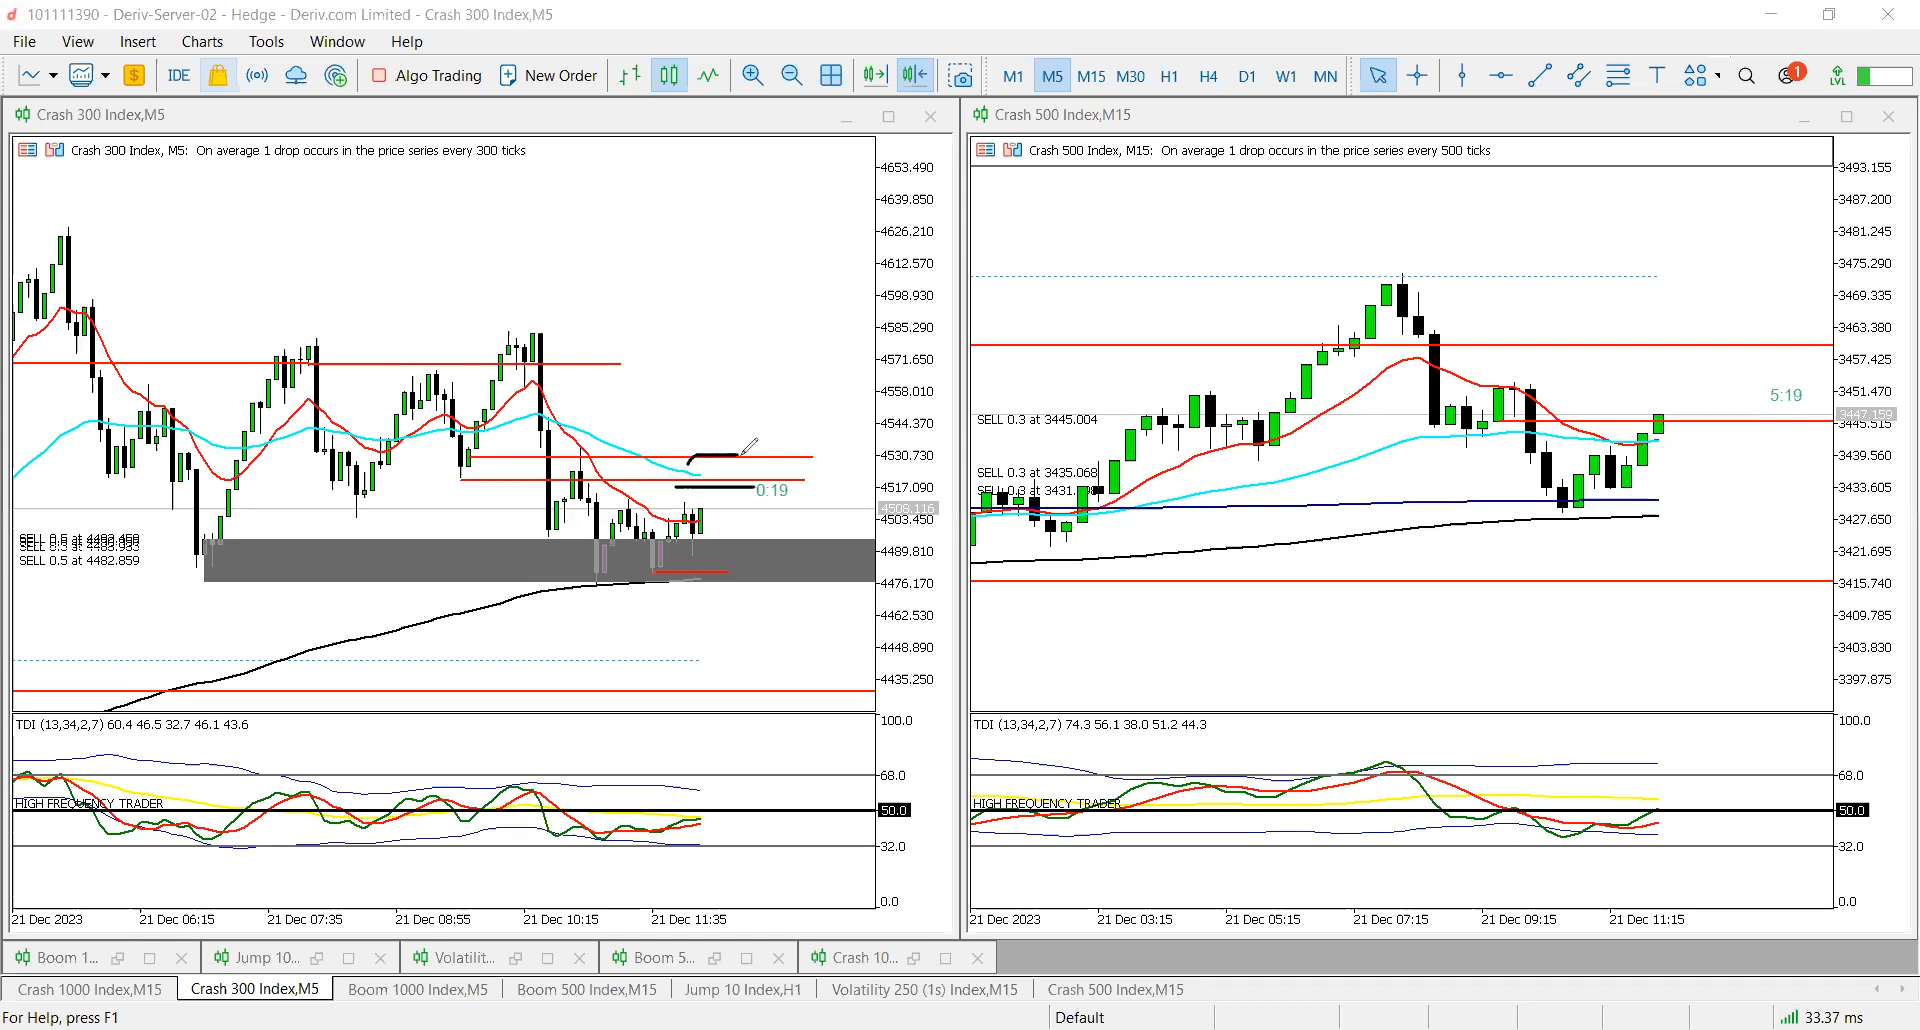 101111390 - Deriv-Server-02 - Hedge - Deriv.com Limited - Crash 300 Index,M5
File View Insert Charts Tools Window Help
IDE Algo Trading New Order M1 M5 M15 M30 H1 H4 D1 W1 MN T 1 LVL
Crash 300 Index,M5
Crash 300 Index, M5: On average 1 drop occurs in the price series every 300 ticks
4653.490
4639.850
4626.210
4612.570
4598.930
4585.290
4571.650
4558.010
4544.370
4530.730
4517.090
0:19
4508.116
4503.450
4489.810
4476.170
4462.530
4448.890
4435.250
SELL 0.5 at 4482.859
TDI (13,34,2,7) 60.4 46.5 32.7 46.1 43.6
100.0
68.0
HIGH FREQUENCY TRADER
50.0
32.0
0.0
21 Dec 2023 21 Dec 06:15 21 Dec 07:35 21 Dec 08:55 21 Dec 10:15 21 Dec 11:35
Crash 500 Index,M15
Crash 500 Index, M15: On average 1 drop occurs in the price series every 500 ticks
3493.155
3487.200
3481.245
3475.290
3469.335
3463.380
3457.425
3451.470
5:19
3447.159
3445.515
3439.560
3433.605
3427.650
3421.695
3415.740
3409.785
3403.830
3397.875
SELL 0.3 at 3445.004
SELL 0.3 at 3435.068
TDI (13,34,2,7) 74.3 56.1 38.0 51.2 44.3
100.0
68.0
HIGH FREQUENCY TRADER
50.0
32.0
0.0
21 Dec 2023 21 Dec 03:15 21 Dec 05:15 21 Dec 07:15 21 Dec 09:15 21 Dec 11:15
Boom 1... Jump 10... Volatilit... Boom 5... Crash 10...
Crash 1000 Index,M15 Crash 300 Index,M5 Boom 1000 Index,M5 Boom 500 Index,M15 Jump 10 Index,H1 Volatility 250 (1s) Index,M15 Crash 500 Index,M15
For Help, press F1 Default 33.37 ms